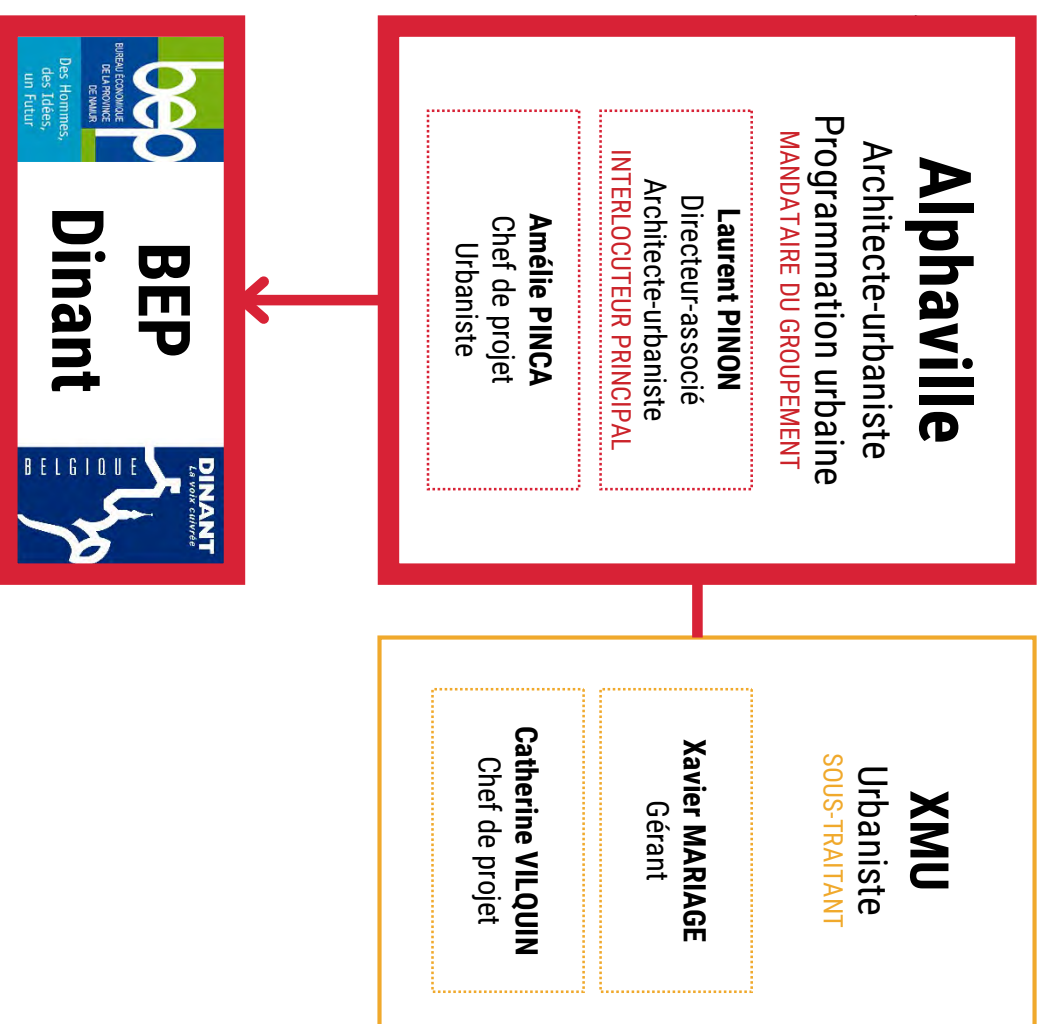 Alphaville
Architecte-urbaniste
Programmation urbaine
MANDATAIRE DU GROUPEMENT
Laurent PINON
Directeur-associé
Architecte-urbaniste
INTERLOCUTEUR PRINCIPAL
Amélie PINCA
Chef de projet
Urbaniste
XMU
Urbaniste
SOUS-TRAITANT
Xavier MARIAGE
Gérant
Catherine VILQUIN
Chef de projet
bep
BUREAU ÉCONOMIQUE
DE LA PROVINCE
DE NAMUR
Des Hommes,
des Idées,
un Futur
BEP
Dinant
DINANT
La voix cuivrée
BELGIQUE